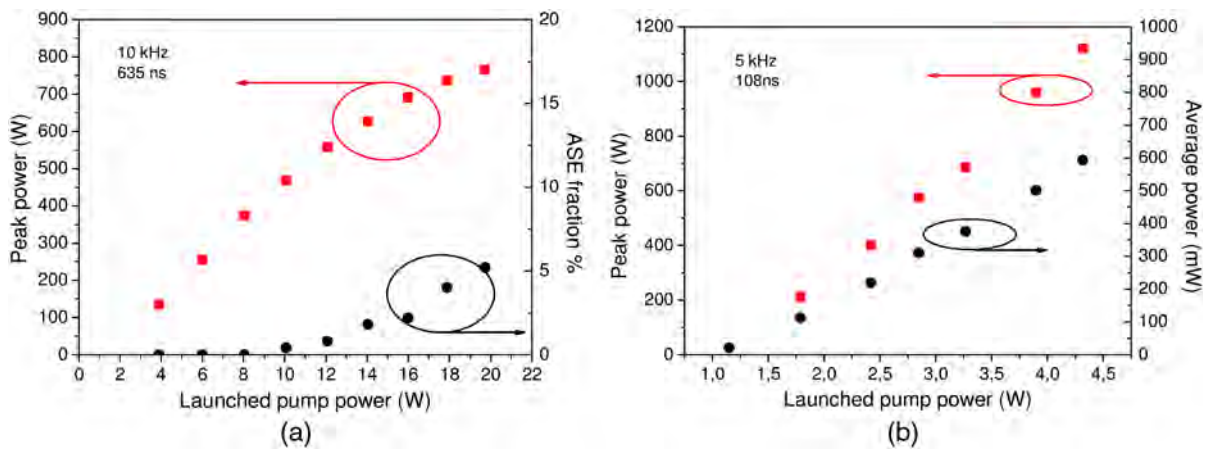 900
800
700
600
500
400
300
200
100
0
Peak power (W)
10 kHz
635 ns
20
15
10
5
0
ASE fraction %
0 2 4 6 8 10 12 14 16 18 20 22
Launched pump power (W)
(a)
1200
1000
800
600
400
200
0
Peak power (W)
5 kHz
108ns
1000
900
800
700
600
500
400
300
200
100
0
Average power (mW)
1,0 1,5 2,0 2,5 3,0 3,5 4,0 4,5
Launched pump power (W)
(b)